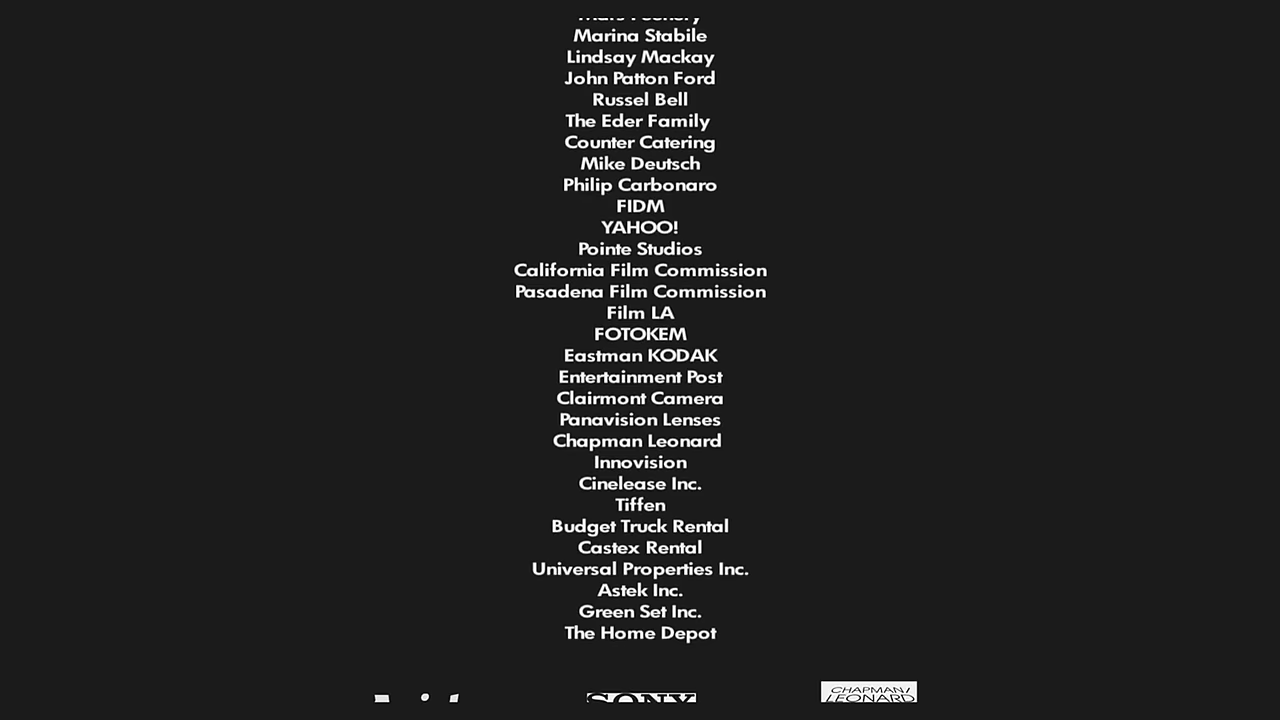 Marina Stabile
Lindsay Mackay
John Patton Ford
Russel Bell
The Eder Family
Counter Catering
Mike Deutsch
Philip Carbonaro
FIDM
YAHOO!
Pointe Studios
California Film Commission
Pasadena Film Commission
Film LA
FOTOKEM
Eastman KODAK
Entertainment Post
Clairmont Camera
Panavision Lenses
Chapman Leonard
Innovision
Cinelease Inc.
Tiffen
Budget Truck Rental
Castex Rental
Universal Properties Inc.
Astek Inc.
Green Set Inc.
The Home Depot
SONY
CHAPMAN/
LEONARD